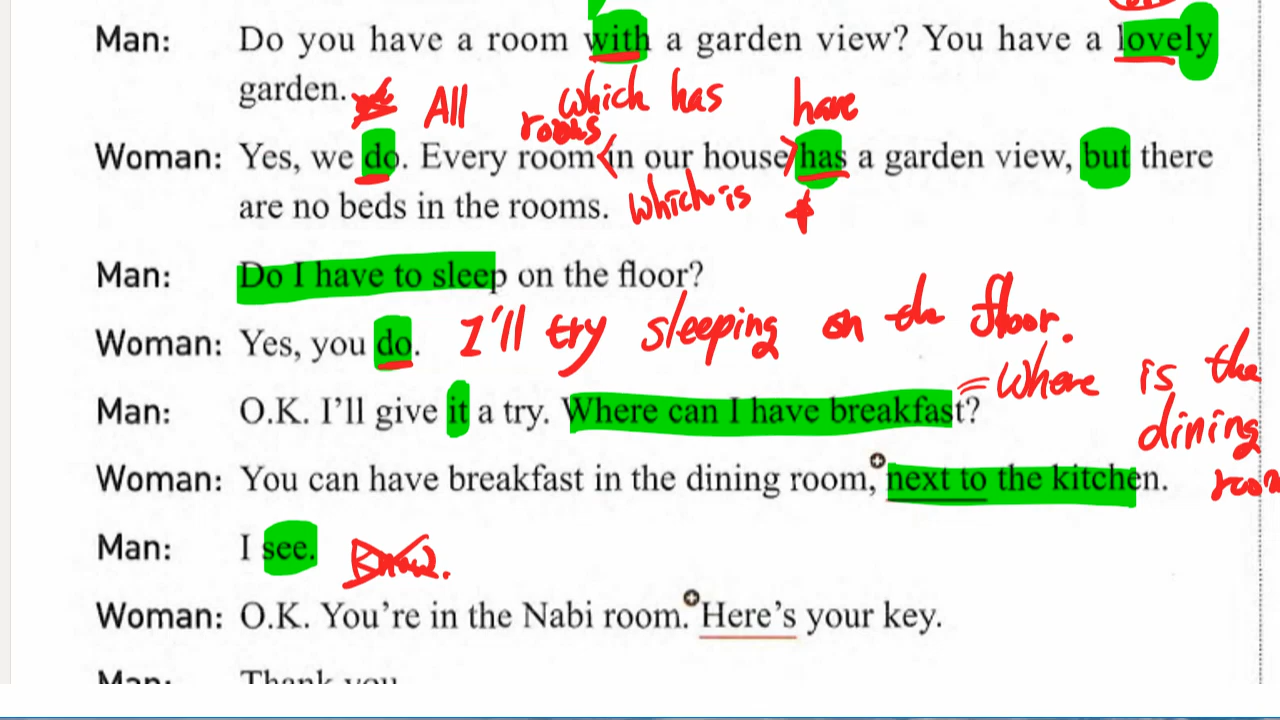 Man: Do you have a room with a garden view? You have a lovely
garden.
All
rooms
which has
have
Woman: Yes, we do. Every room in our house has a garden view, but there
are no beds in the rooms.
which is
Man: Do I have to sleep on the floor?
Woman: Yes, you do.
I'll try sleeping on the floor.
Man: O.K. I'll give it a try. Where can I have breakfast?
= Where is the
dining
room
Woman: You can have breakfast in the dining room, next to the kitchen.
Man: I see.
Know.
Woman: O.K. You're in the Nabi room. Here's your key.
Man: Thank you